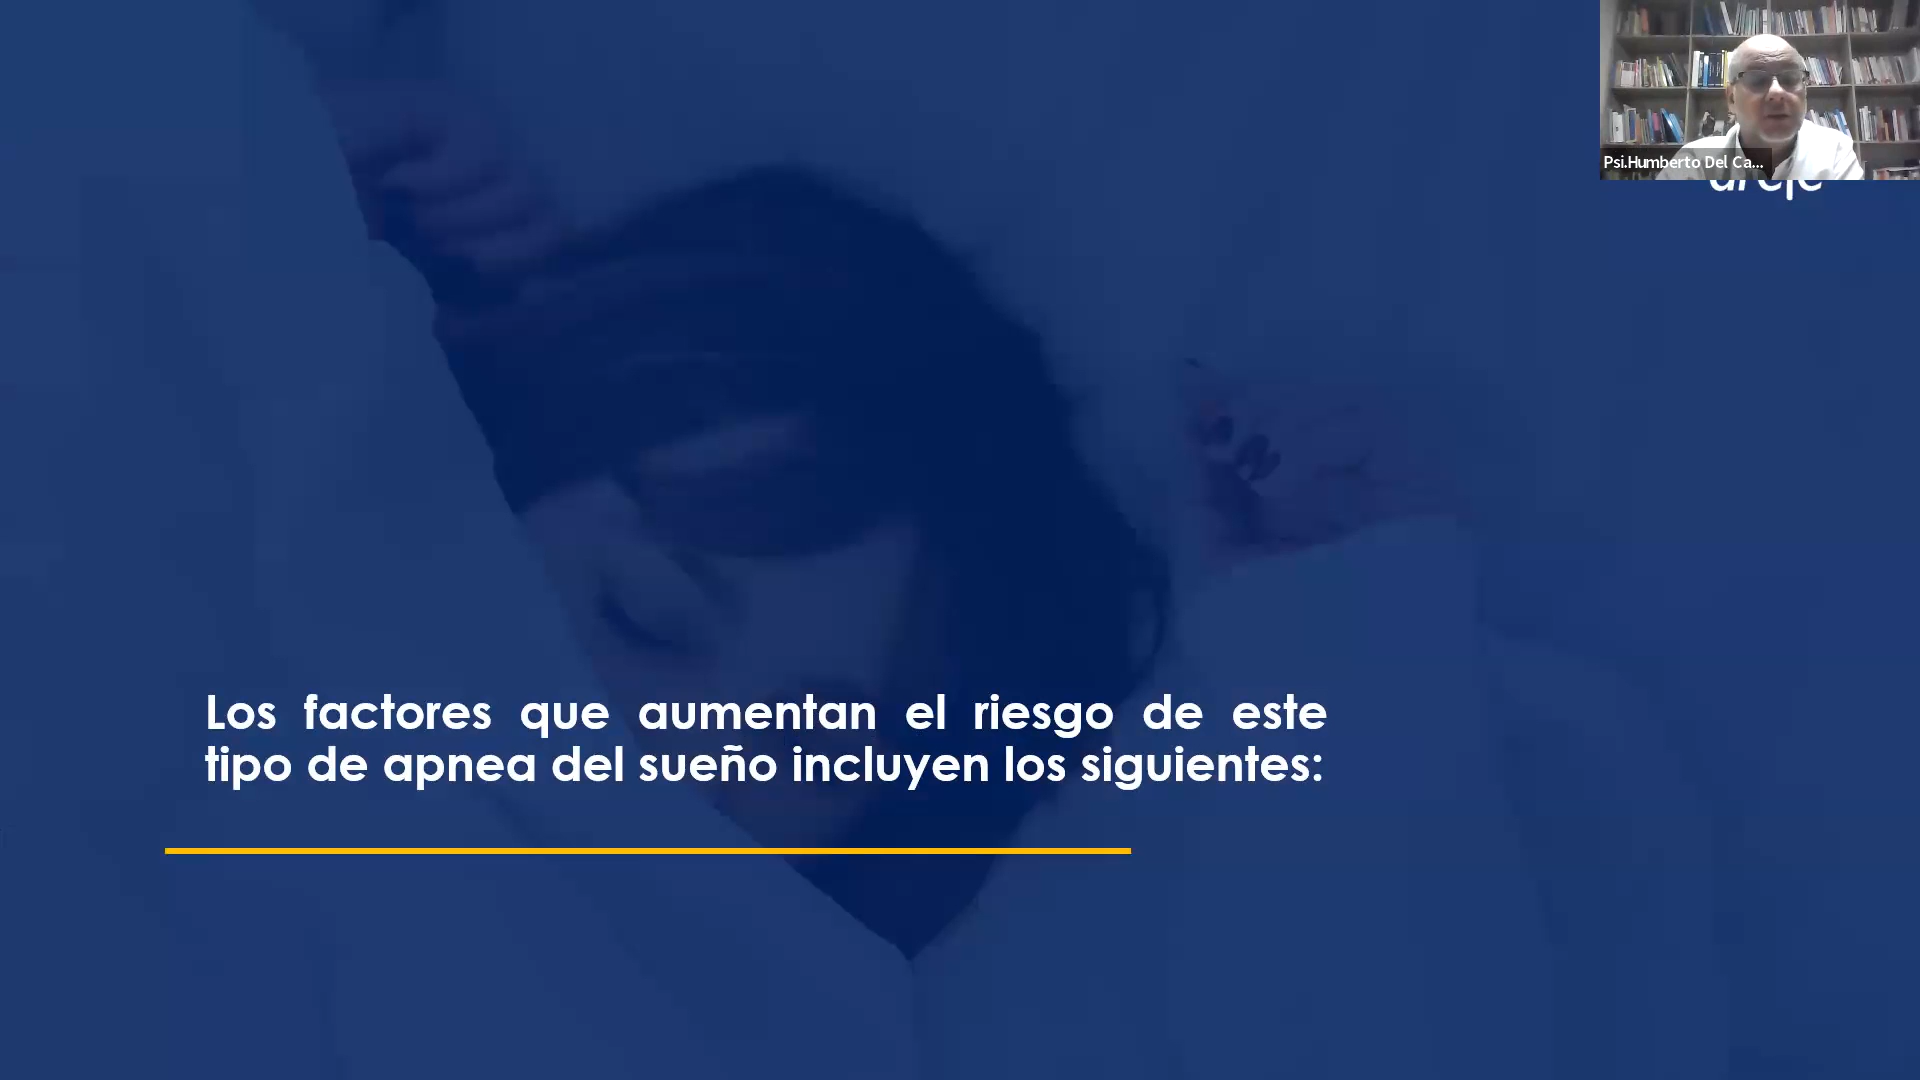 Psi.Humberto Del Ca...
Los factores que aumentan el riesgo de este
tipo de apnea del sueño incluyen los siguientes: